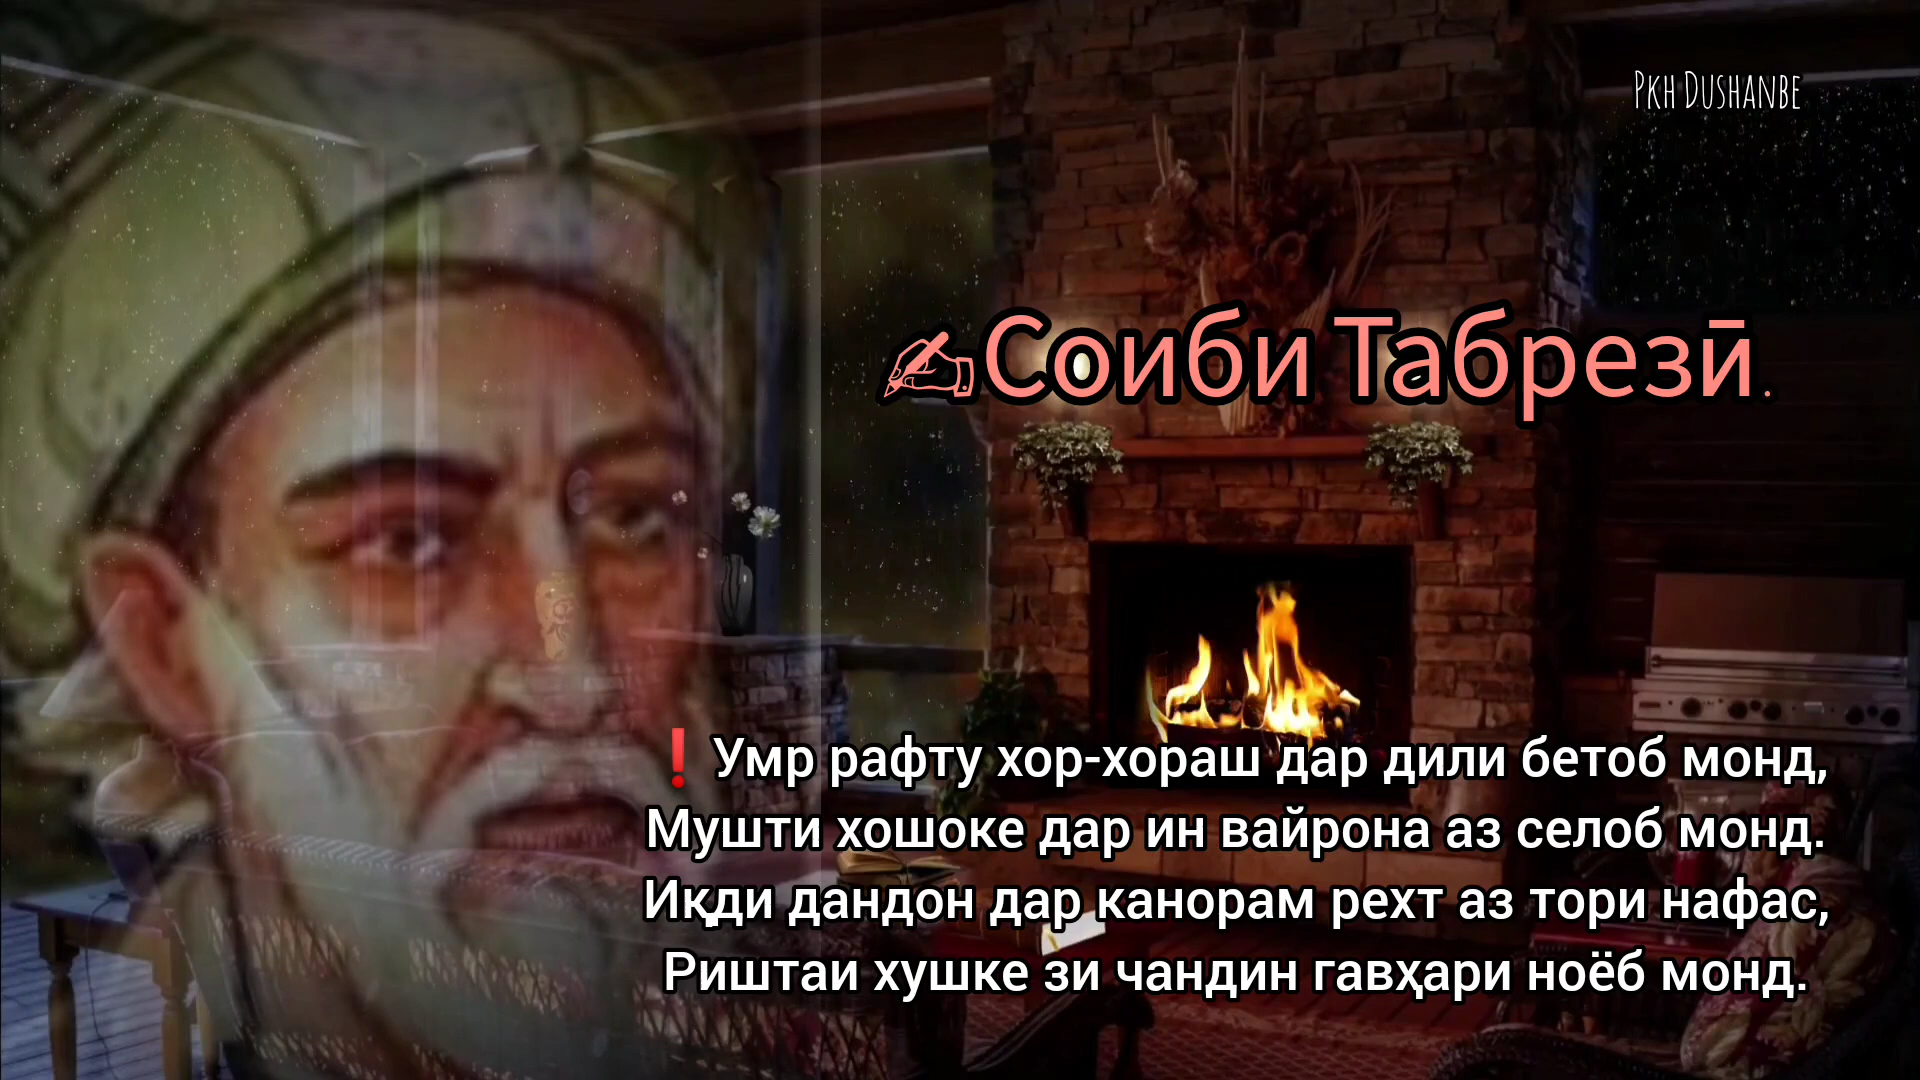 Pkh Dushanbe
✍Соиби Табрезӣ.
❗Умр рафту хор-хораш дар дили бетоб монд,
Мушти хошоке дар ин вайрона аз селоб монд.
Иқди дандон дар канорам рехт аз тори нафас,
Риштаи хушке зи чандин гавҳари ноёб монд.